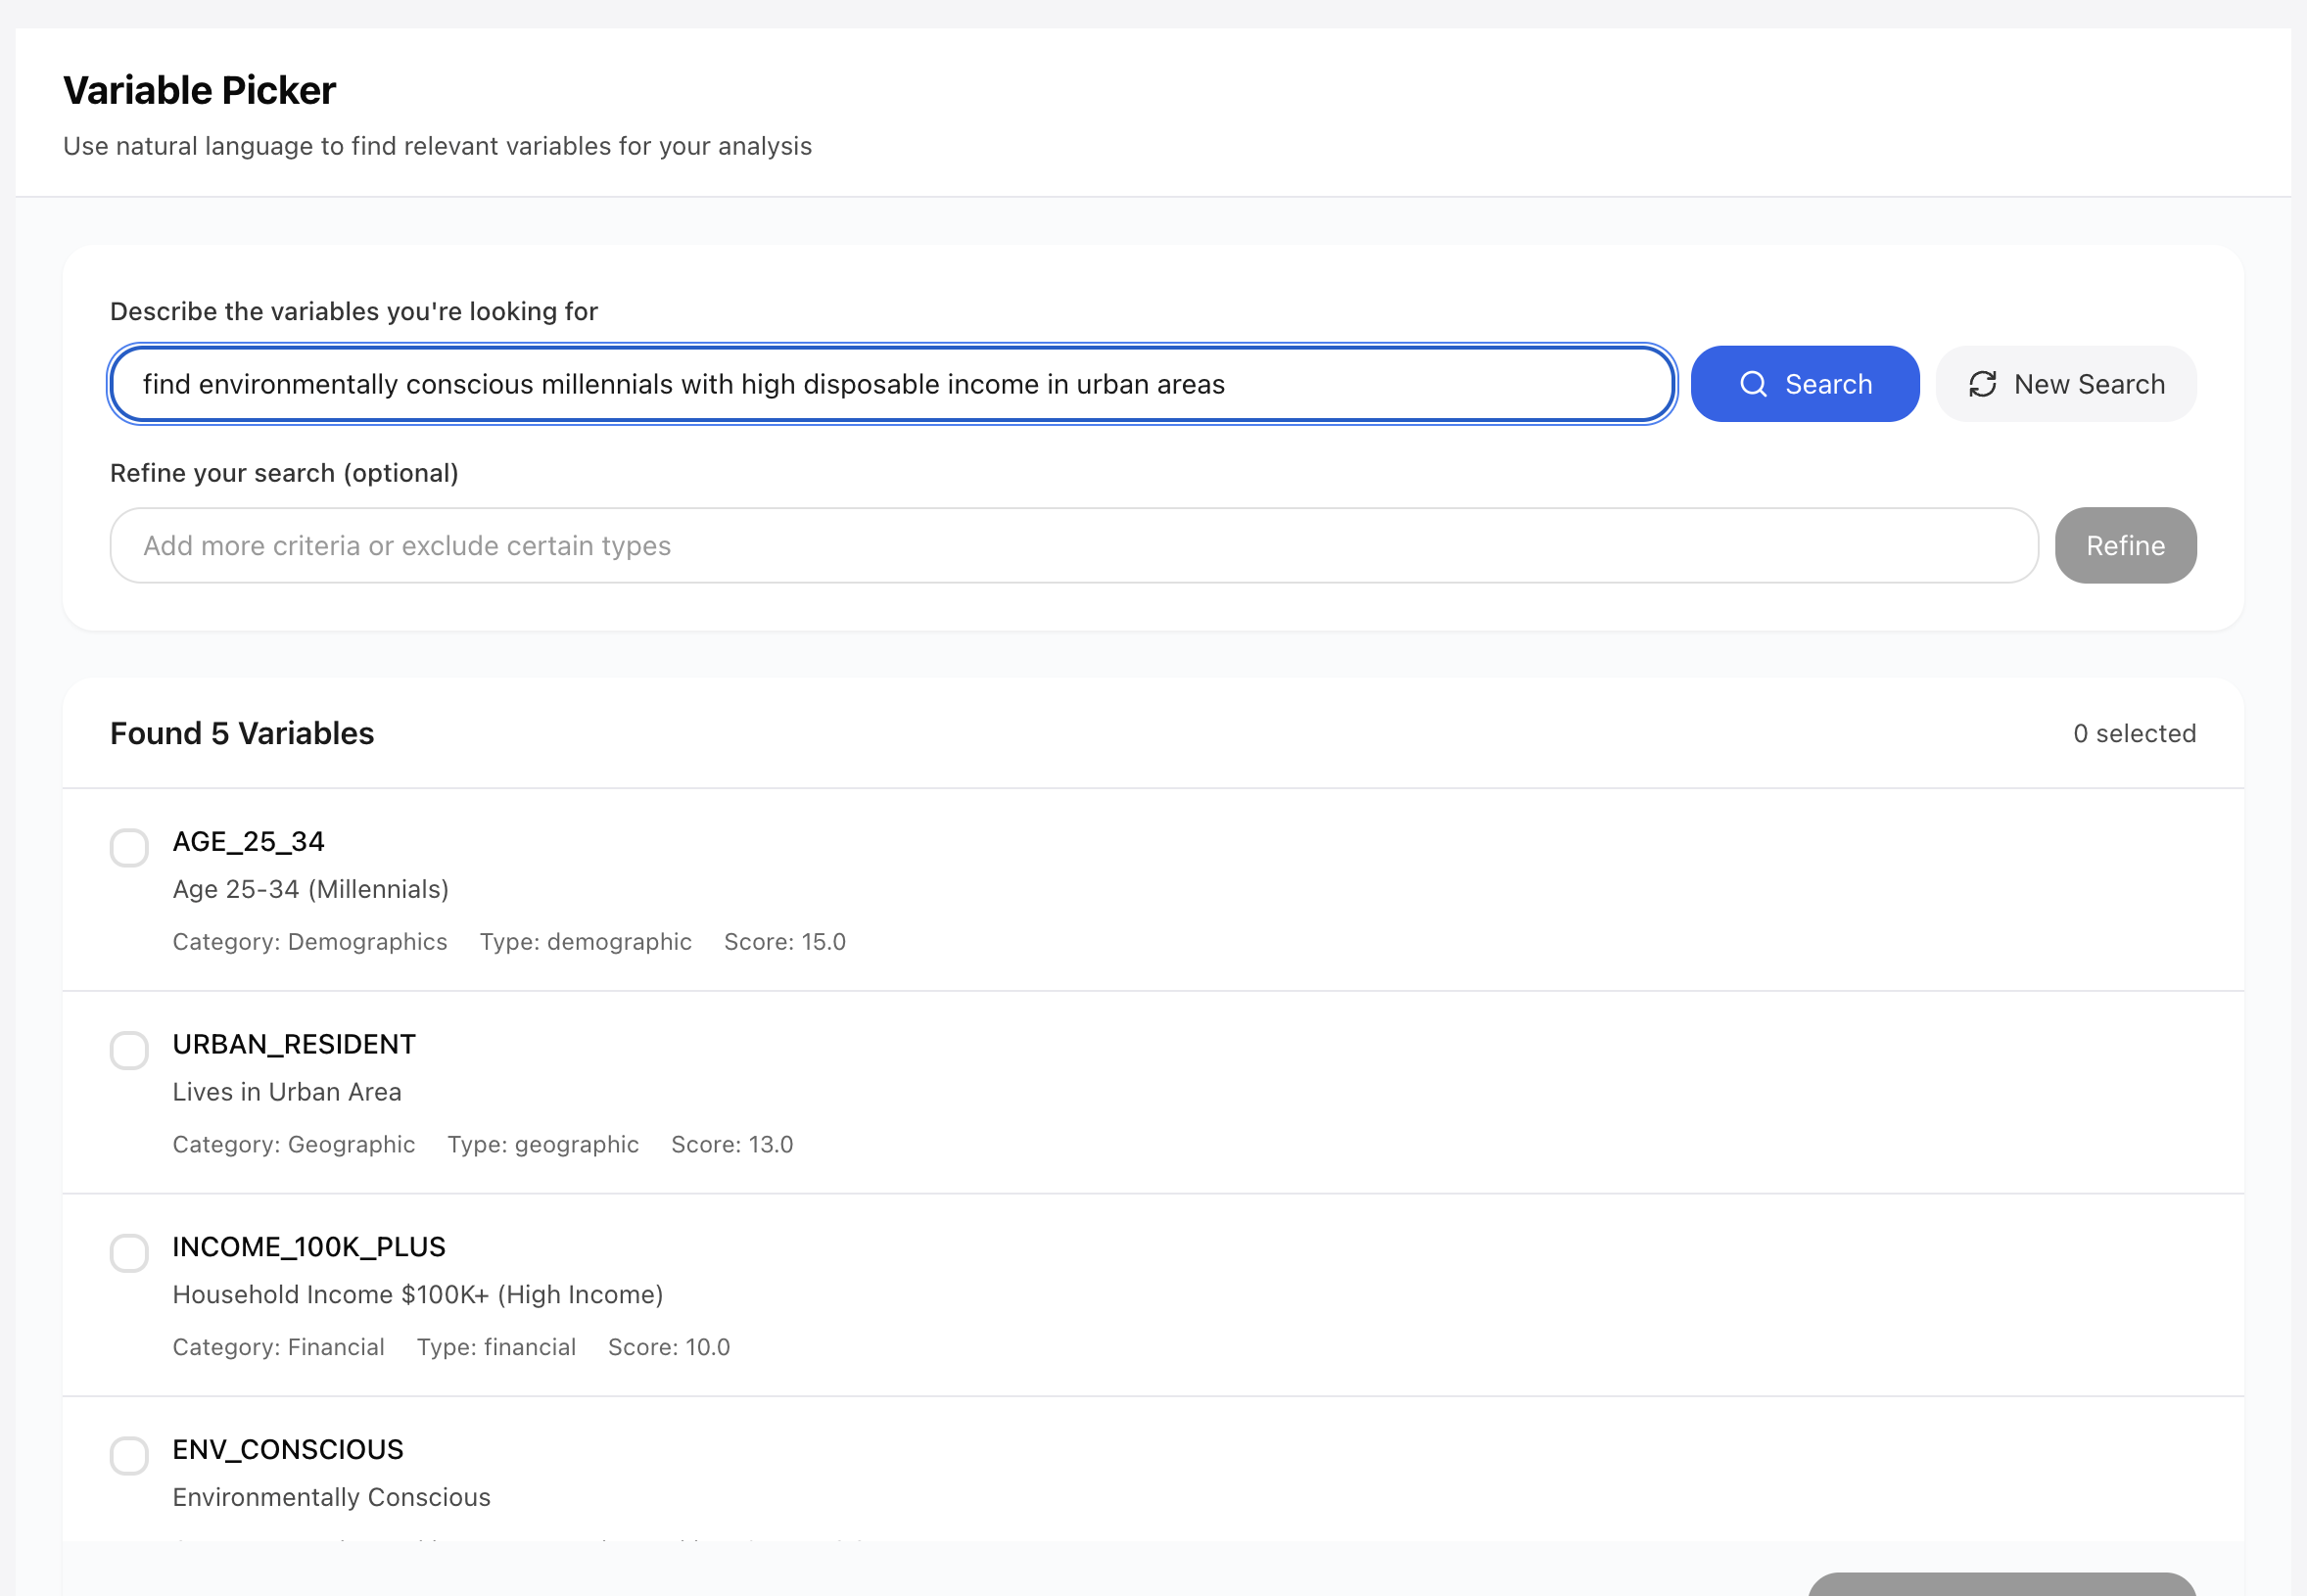 Variable Picker
Use natural language to find relevant variables for your analysis
Describe the variables you're looking for
find environmentally conscious millennials with high disposable income in urban areas
Search
New Search
Refine your search (optional)
Add more criteria or exclude certain types
Refine
Found 5 Variables
0 selected
AGE_25_34
Age 25-34 (Millennials)
Category: Demographics Type: demographic Score: 15.0
URBAN_RESIDENT
Lives in Urban Area
Category: Geographic Type: geographic Score: 13.0
INCOME_100K_PLUS
Household Income $100K+ (High Income)
Category: Financial Type: financial Score: 10.0
ENV_CONSCIOUS
Environmentally Conscious